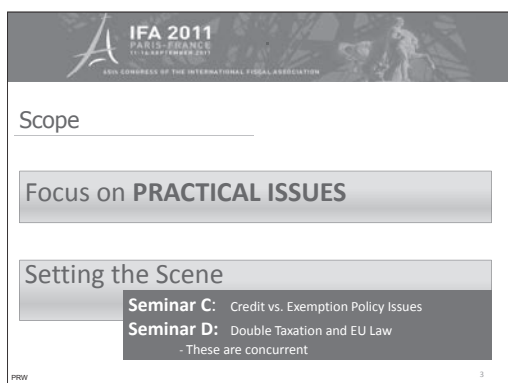 IFA 2011
PARIS-FRANCE
11-16 SEPTEMBER 2011
65th CONGRESS OF THE INTERNATIONAL FISCAL ASSOCIATION
Scope
Focus on PRACTICAL ISSUES
Setting the Scene
Seminar C: Credit vs. Exemption Policy Issues
Seminar D: Double Taxation and EU Law
- These are concurrent
PRW
3